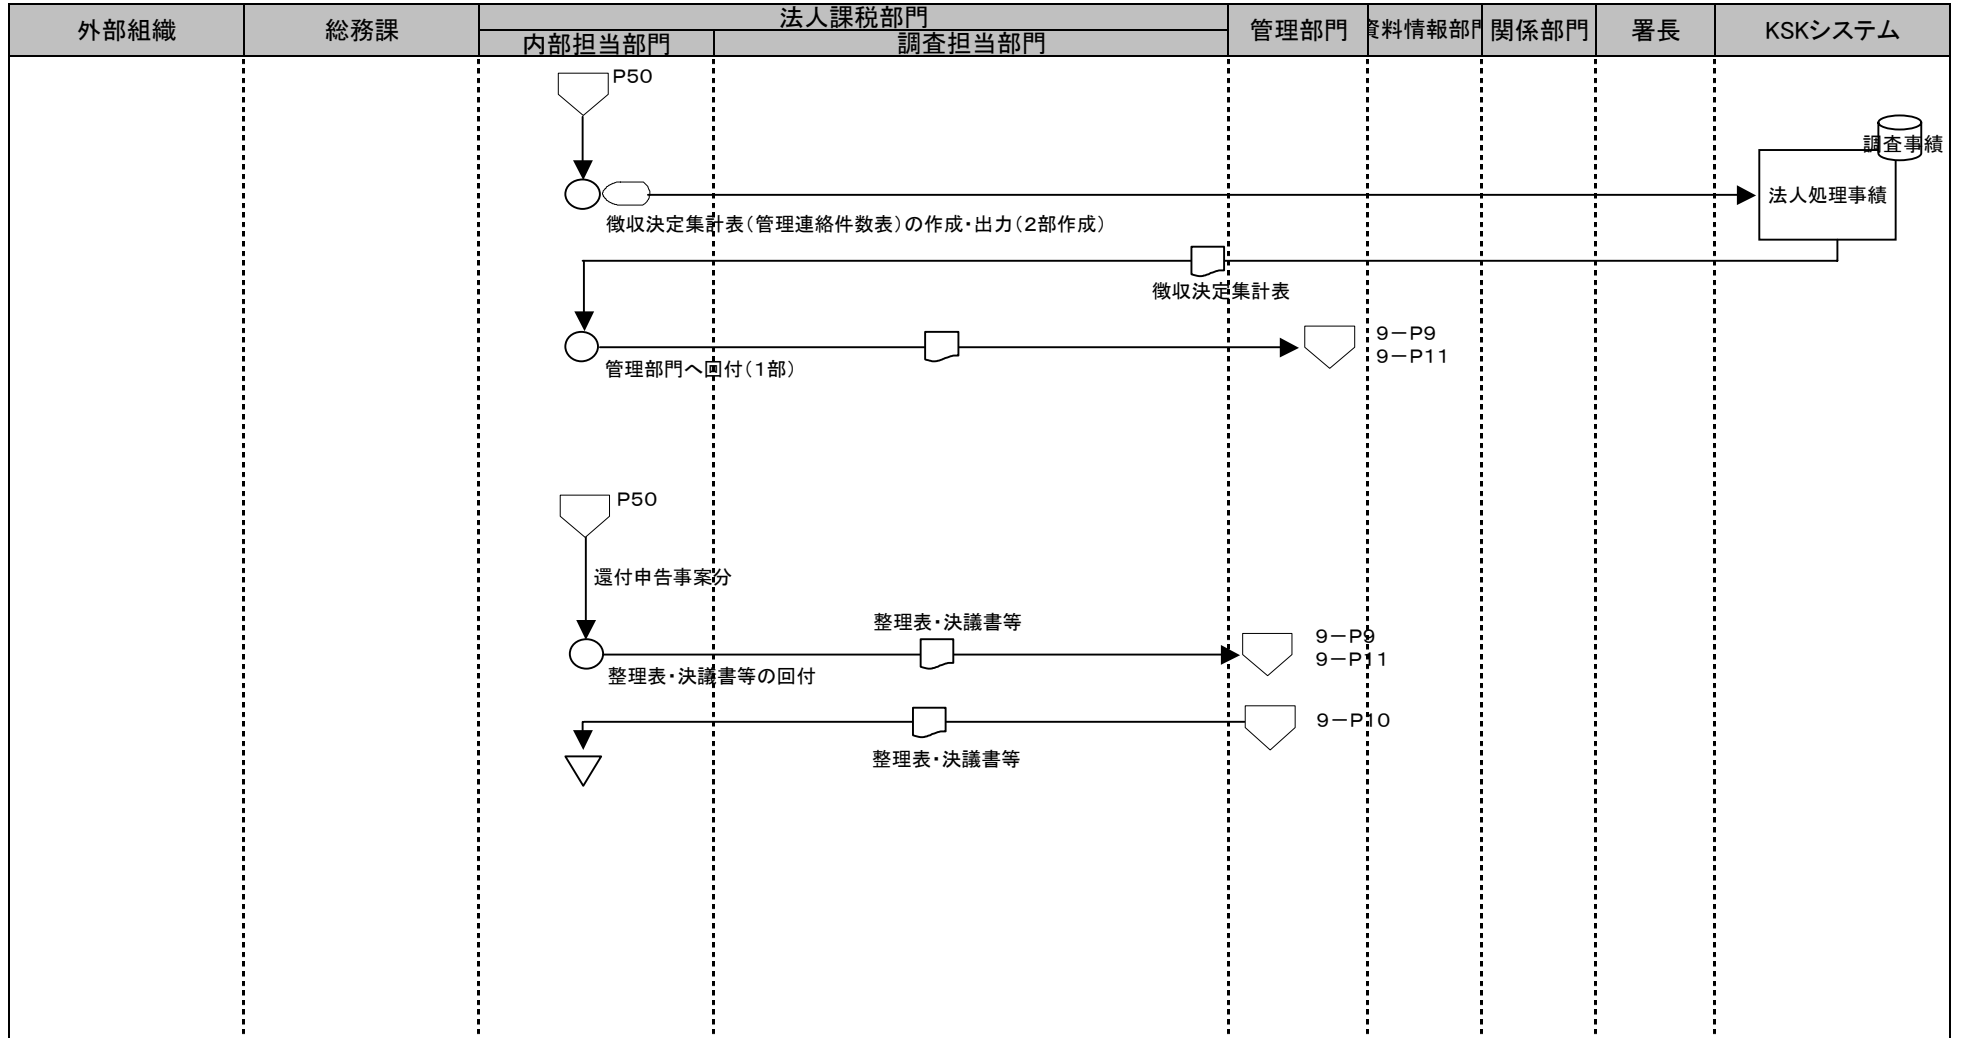 外部組織
総務課
法人課税部門
内部担当部門
調査担当部門
管理部門
資料情報部門
関係部門
署長
KSKシステム
P50
調査事績
法人処理事績
徴収決定集計表(管理連絡件数表)の作成・出力(2部作成)
徴収決定集計表
9－P9
9－P11
管理部門へ回付(1部)
P50
還付申告事案分
整理表・決議書等
9－P9
9－P11
整理表・決議書等の回付
9－P10
整理表・決議書等